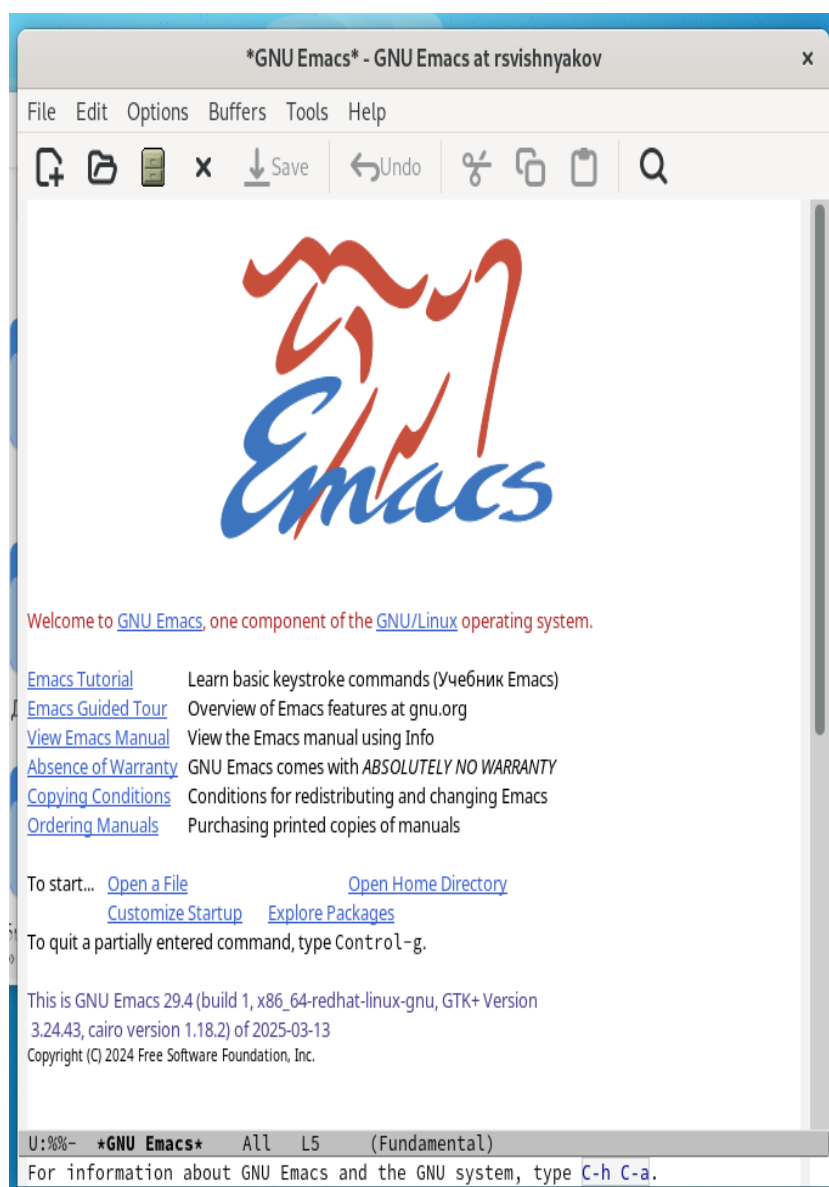 *GNU Emacs* - GNU Emacs at rsvishnyakov
File Edit Options Buffers Tools Help
Save Undo
Emacs
Welcome to GNU Emacs, one component of the GNU/Linux operating system.
Emacs Tutorial Learn basic keystroke commands (Учебник Emacs)
Emacs Guided Tour Overview of Emacs features at gnu.org
View Emacs Manual View the Emacs manual using Info
Absence of Warranty GNU Emacs comes with ABSOLUTELY NO WARRANTY
Copying Conditions Conditions for redistributing and changing Emacs
Ordering Manuals Purchasing printed copies of manuals
To start... Open a File Open Home Directory
Customize Startup Explore Packages
To quit a partially entered command, type Control-g.
This is GNU Emacs 29.4 (build 1, x86_64-redhat-linux-gnu, GTK+ Version
3.24.43, cairo version 1.18.2) of 2025-03-13
Copyright (C) 2024 Free Software Foundation, Inc.
U:%%- *GNU Emacs* All L5 (Fundamental)
For information about GNU Emacs and the GNU system, type C-h C-a.